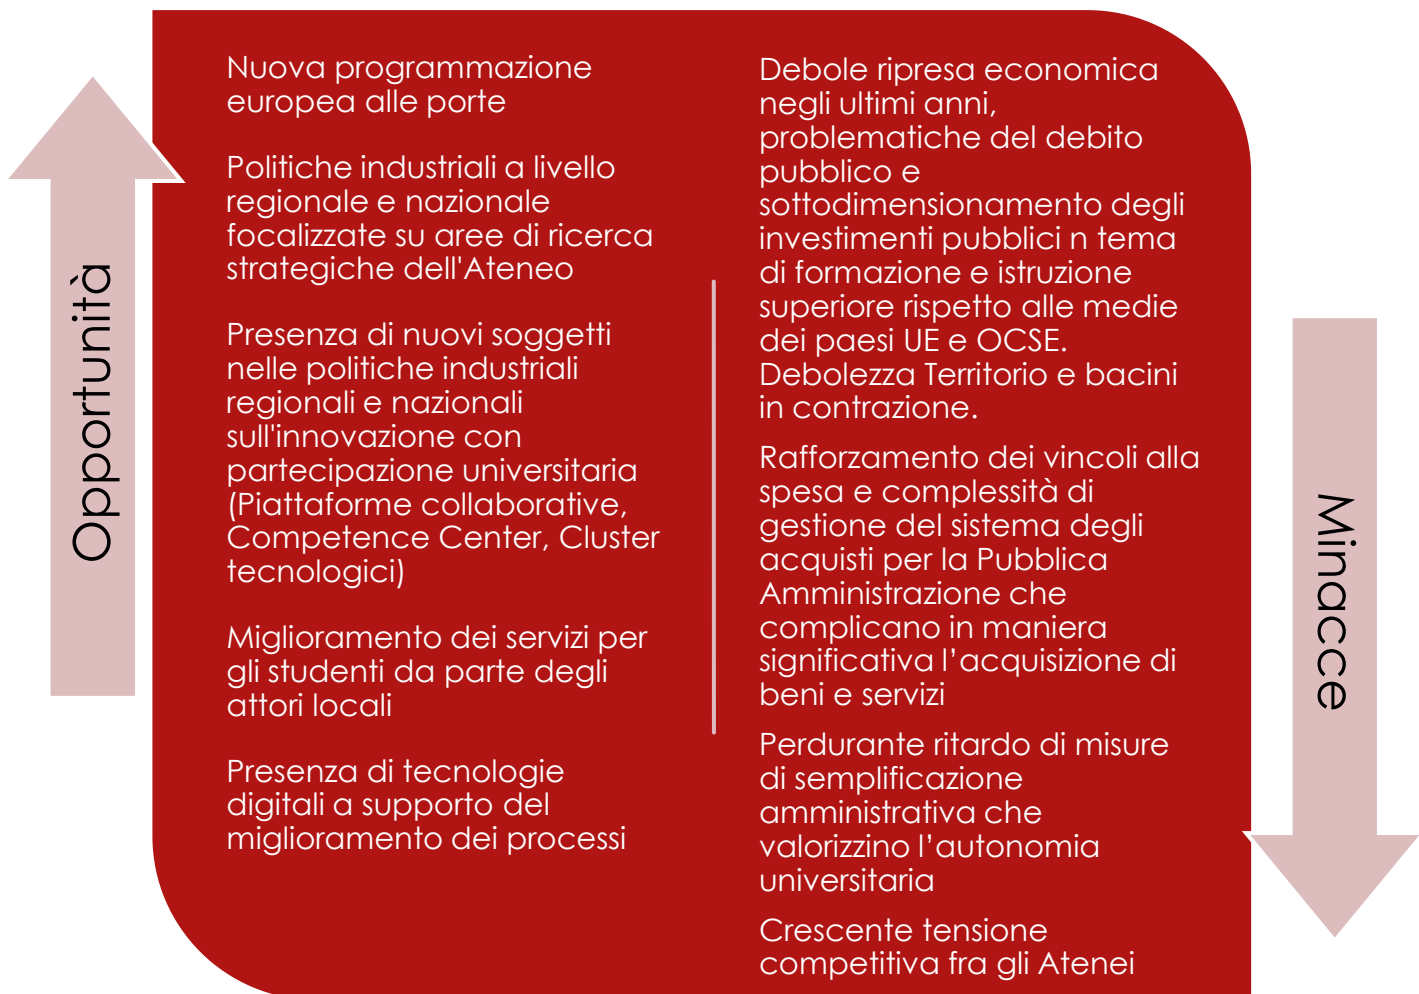 Opportunità
Nuova programmazione
europea alle porte
Politiche industriali a livello
regionale e nazionale
focalizzate su aree di ricerca
strategiche dell'Ateneo
Presenza di nuovi soggetti
nelle politiche industriali
regionali e nazionali
sull'innovazione con
partecipazione universitaria
(Piattaforme collaborative,
Competence Center, Cluster
tecnologici)
Miglioramento dei servizi per
gli studenti da parte degli
attori locali
Presenza di tecnologie
digitali a supporto del
miglioramento dei processi
Debole ripresa economica
negli ultimi anni,
problematiche del debito
pubblico e
sottodimensionamento degli
investimenti pubblici n tema
di formazione e istruzione
superiore rispetto alle medie
dei paesi UE e OCSE.
Debolezza Territorio e bacini
in contrazione.
Rafforzamento dei vincoli alla
spesa e complessità di
gestione del sistema degli
acquisti per la Pubblica
Amministrazione che
complicano in maniera
significativa l’acquisizione di
beni e servizi
Perdurante ritardo di misure
di semplificazione
amministrativa che
valorizzino l’autonomia
universitaria
Crescente tensione
competitiva fra gli Atenei
Minacce